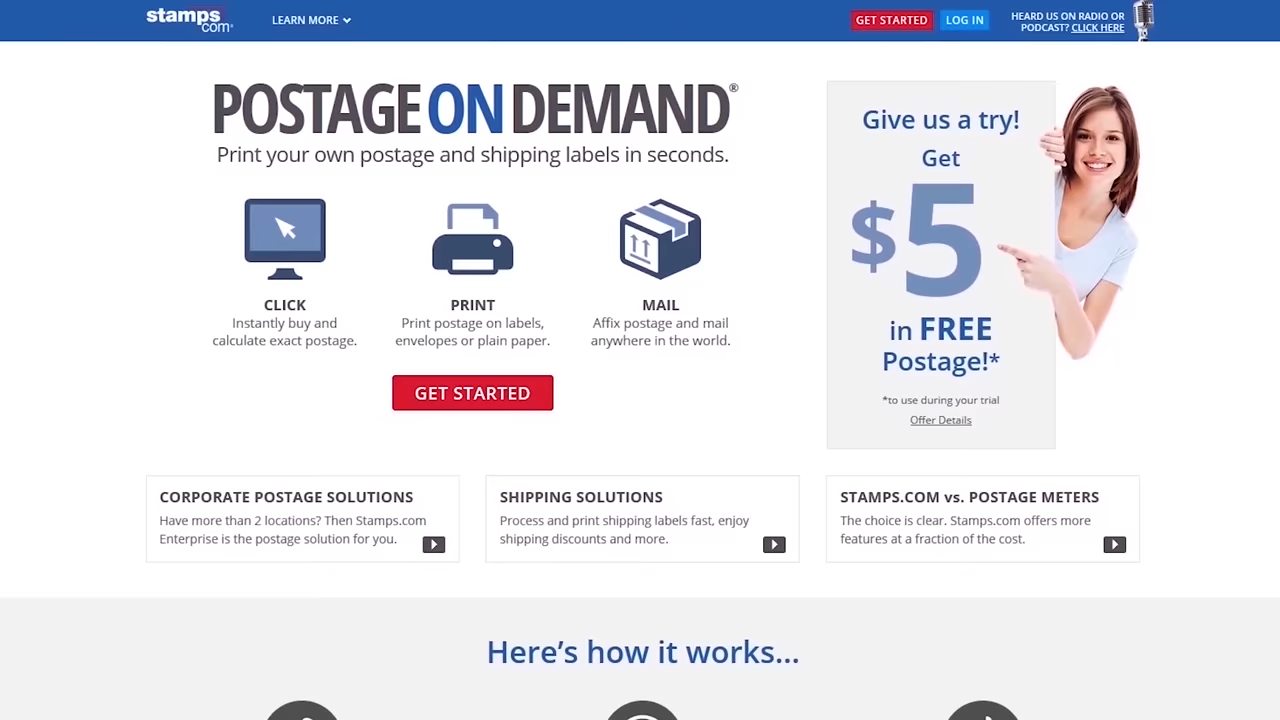 stamps
.com®
LEARN MORE
GET STARTED
LOG IN
HEARD US ON RADIO OR
PODCAST? CLICK HERE
POSTAGE ON DEMAND®
Print your own postage and shipping labels in seconds.
CLICK
Instantly buy and
calculate exact postage.
PRINT
Print postage on labels,
envelopes or plain paper.
MAIL
Affix postage and mail
anywhere in the world.
GET STARTED
Give us a try!
Get
$5
in FREE
Postage!*
*to use during your trial
Offer Details
CORPORATE POSTAGE SOLUTIONS
Have more than 2 locations? Then Stamps.com
Enterprise is the postage solution for you.
SHIPPING SOLUTIONS
Process and print shipping labels fast, enjoy
shipping discounts and more.
STAMPS.COM vs. POSTAGE METERS
The choice is clear. Stamps.com offers more
features at a fraction of the cost.
Here's how it works...